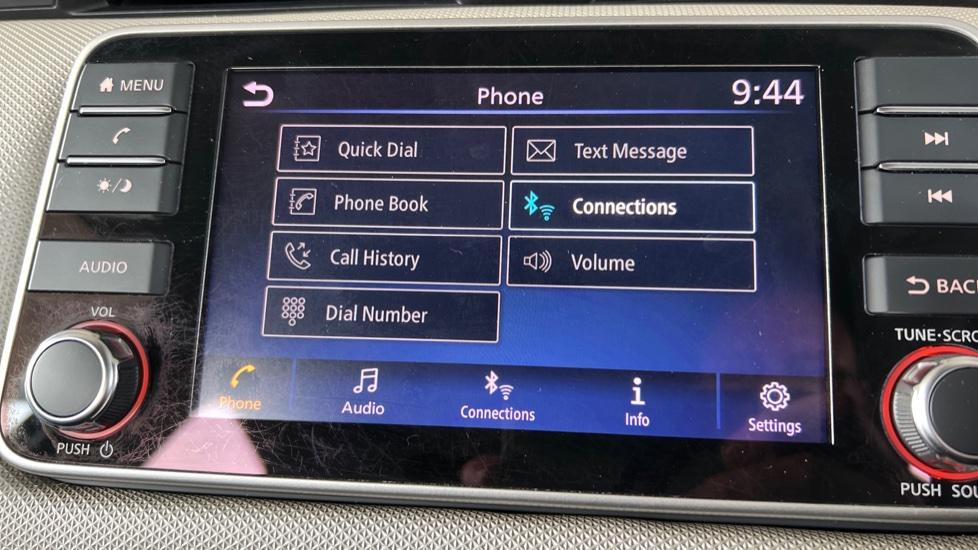 MENU
AUDIO
VOL
PUSH
Phone
9:44
Quick Dial
Text Message
Phone Book
Connections
Call History
Volume
Dial Number
Phone
Audio
Connections
Info
Settings
BAC
TUNE·SCRO
PUSH SOU